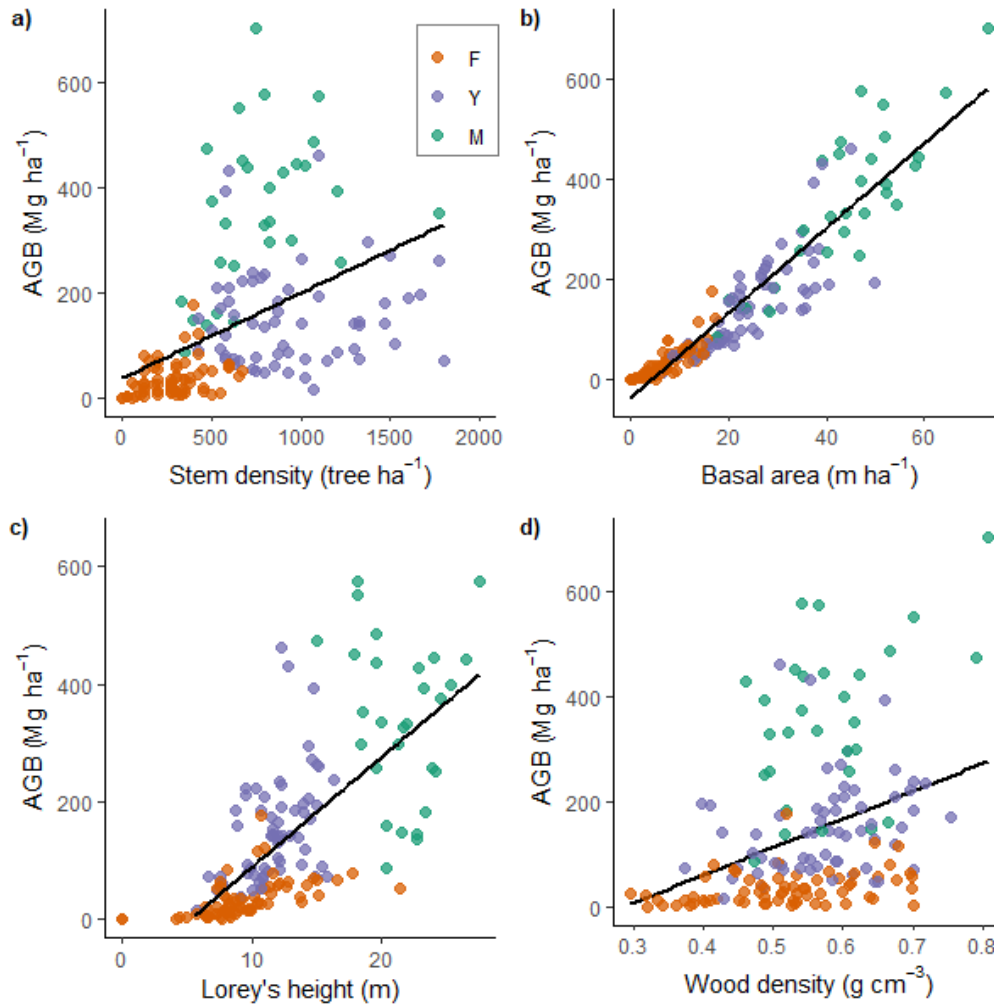 a)
AGB (Mg ha⁻¹)
600
400
200
0
0 500 1000 1500 2000
Stem density (tree ha⁻¹)
F
Y
M
b)
AGB (Mg ha⁻¹)
600
400
200
0
0 20 40 60
Basal area (m ha⁻¹)
c)
AGB (Mg ha⁻¹)
600
400
200
0
0 10 20
Lorey's height (m)
d)
AGB (Mg ha⁻¹)
600
400
200
0
0.3 0.4 0.5 0.6 0.7 0.8
Wood density (g cm⁻³)